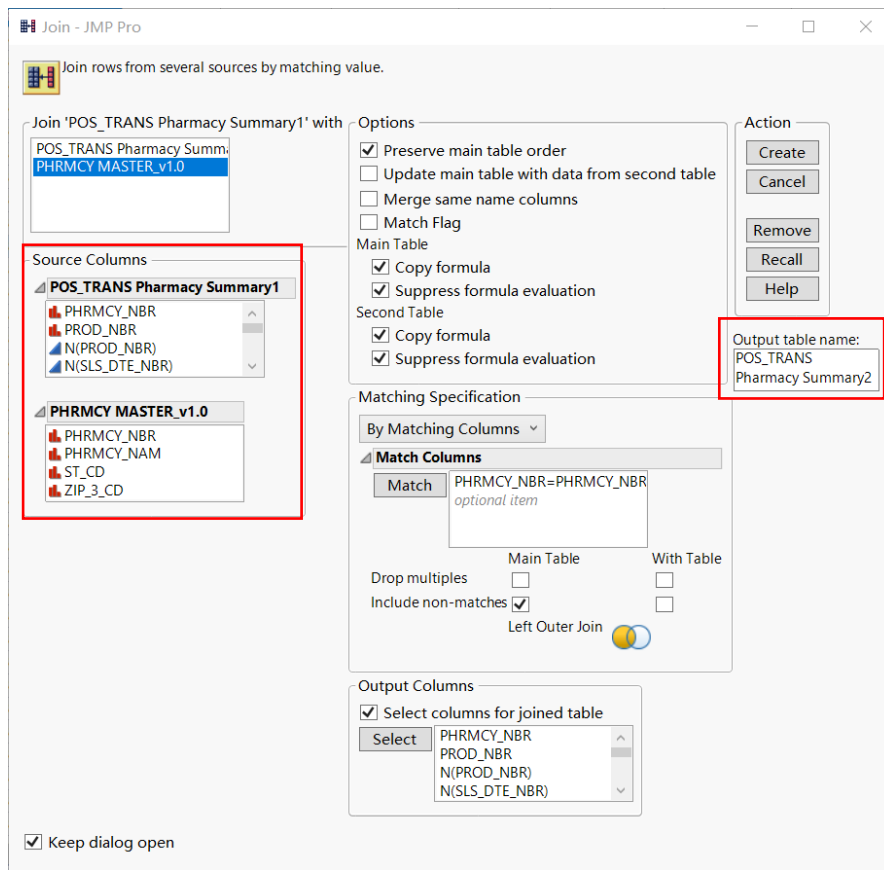 Join - JMP Pro
Join rows from several sources by matching value.
Join 'POS_TRANS Pharmacy Summary1' with
POS_TRANS Pharmacy Summ
PHRMCY MASTER_v1.0
Source Columns
POS_TRANS Pharmacy Summary1
PHRMCY_NBR
PROD_NBR
N(PROD_NBR)
N(SLS_DTE_NBR)
PHRMCY MASTER_v1.0
PHRMCY_NBR
PHRMCY_NAM
ST_CD
ZIP_3_CD
Options
Preserve main table order
Update main table with data from second table
Merge same name columns
Match Flag
Main Table
Copy formula
Suppress formula evaluation
Second Table
Copy formula
Suppress formula evaluation
Matching Specification
By Matching Columns
Match Columns
Match
PHRMCY_NBR=PHRMCY_NBR
optional item
Main Table With Table
Drop multiples
Include non-matches
Left Outer Join
Output Columns
Select columns for joined table
Select
PHRMCY_NBR
PROD_NBR
N(PROD_NBR)
N(SLS_DTE_NBR)
Action
Create
Cancel
Remove
Recall
Help
Output table name:
POS_TRANS
Pharmacy Summary2
Keep dialog open